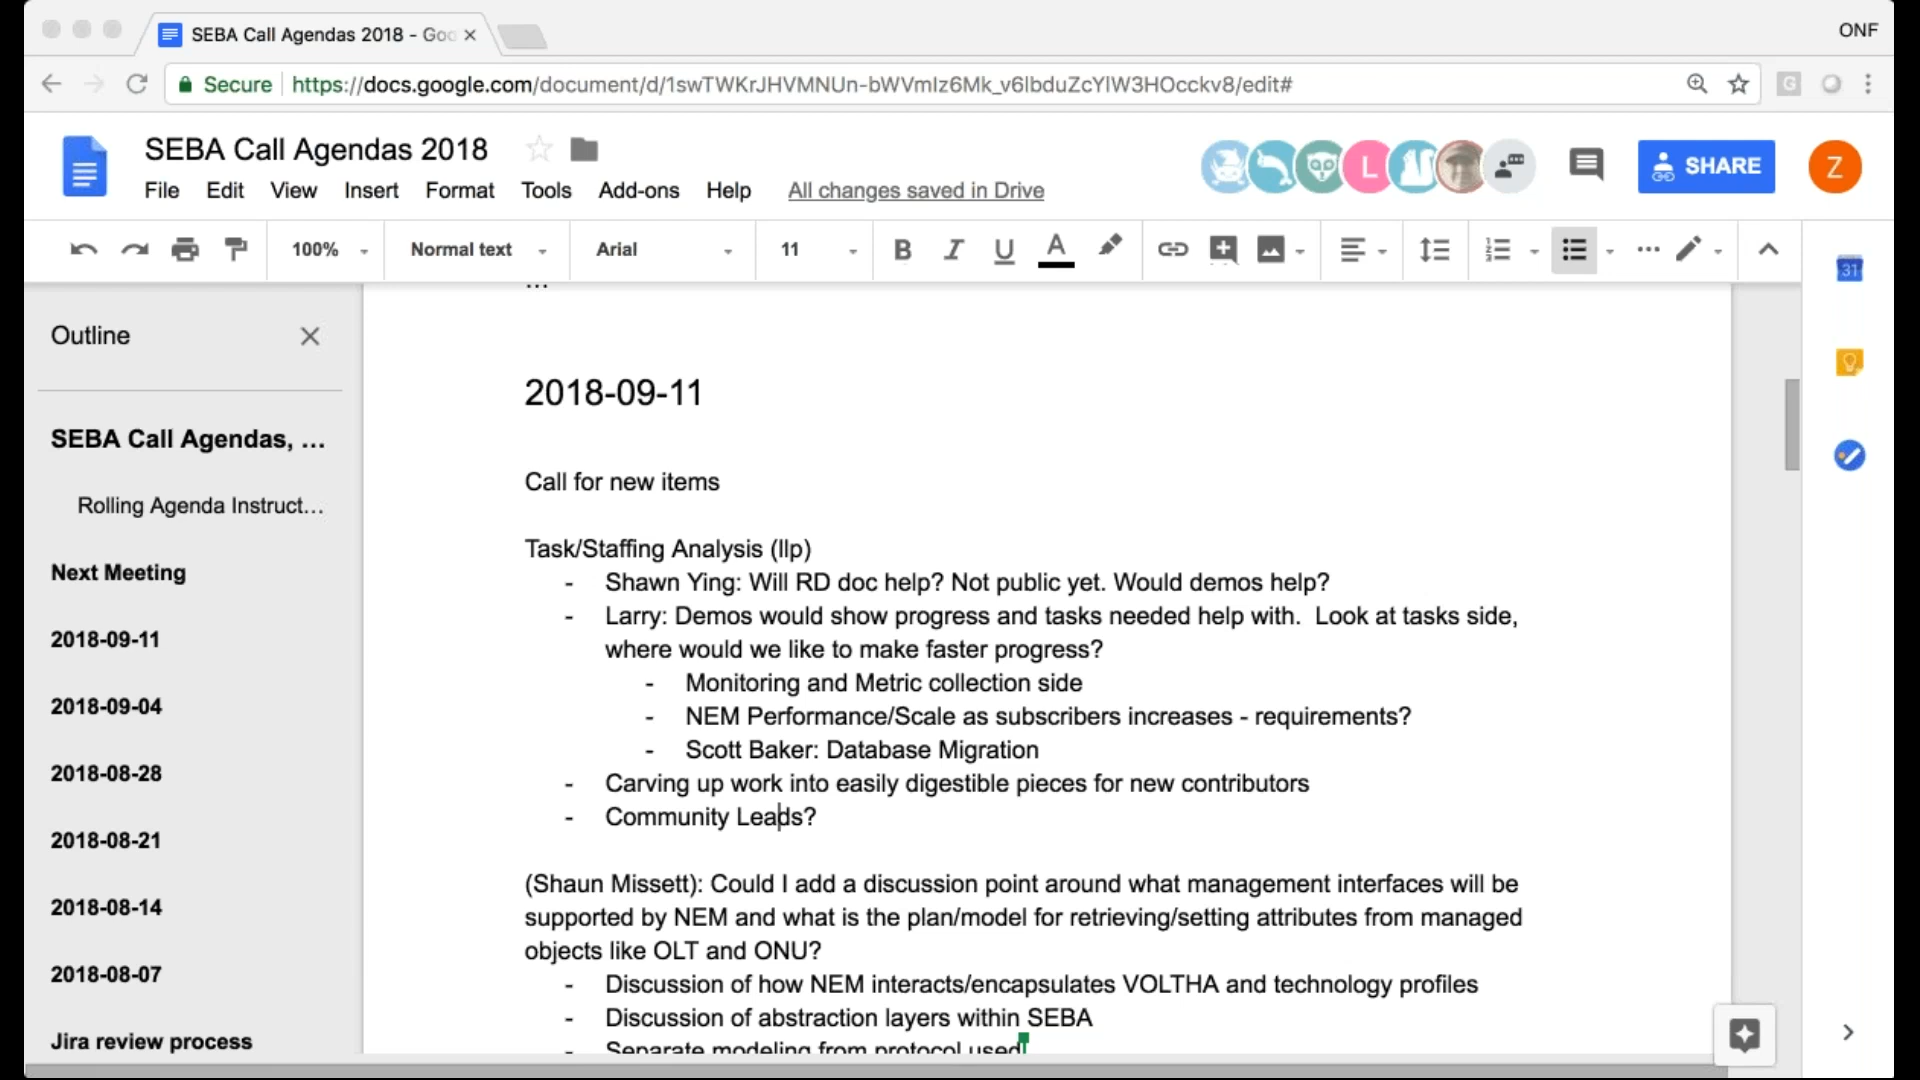 SEBA Call Agendas 2018 - Goo
ONF
Secure
https://docs.google.com/document/d/1swTWKrJHVMNUn-bWVmIz6Mk_v6lbduZcYlW3HOcckv8/edit#
G
SEBA Call Agendas 2018
File Edit View Insert Format Tools Add-ons Help All changes saved in Drive
L
SHARE
Z
100% Normal text Arial 11 B I U A
31
Outline
SEBA Call Agendas, ...
Rolling Agenda Instruct...
Next Meeting
2018-09-11
2018-09-04
2018-08-28
2018-08-21
2018-08-14
2018-08-07
Jira review process
...
2018-09-11
Call for new items
Task/Staffing Analysis (llp)
- Shawn Ying: Will RD doc help? Not public yet. Would demos help?
- Larry: Demos would show progress and tasks needed help with. Look at tasks side,
where would we like to make faster progress?
- Monitoring and Metric collection side
- NEM Performance/Scale as subscribers increases - requirements?
- Scott Baker: Database Migration
- Carving up work into easily digestible pieces for new contributors
- Community Leads?
(Shaun Missett): Could I add a discussion point around what management interfaces will be
supported by NEM and what is the plan/model for retrieving/setting attributes from managed
objects like OLT and ONU?
- Discussion of how NEM interacts/encapsulates VOLTHA and technology profiles
- Discussion of abstraction layers within SEBA
- Separate modeling from protocol used